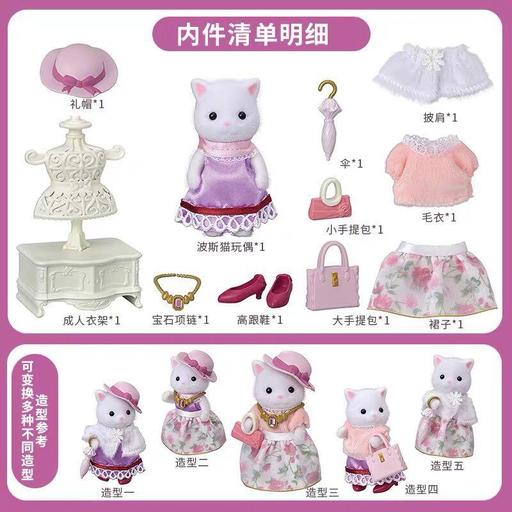 内件清单明细
礼帽*1
披肩*1
伞*1
毛衣*1
小手提包*1
波斯猫玩偶*1
成人衣架*1
宝石项链*1
高跟鞋*1
大手提包*1
裙子*1
可变换多种不同造型
造型参考
造型一
造型二
造型三
造型四
造型五